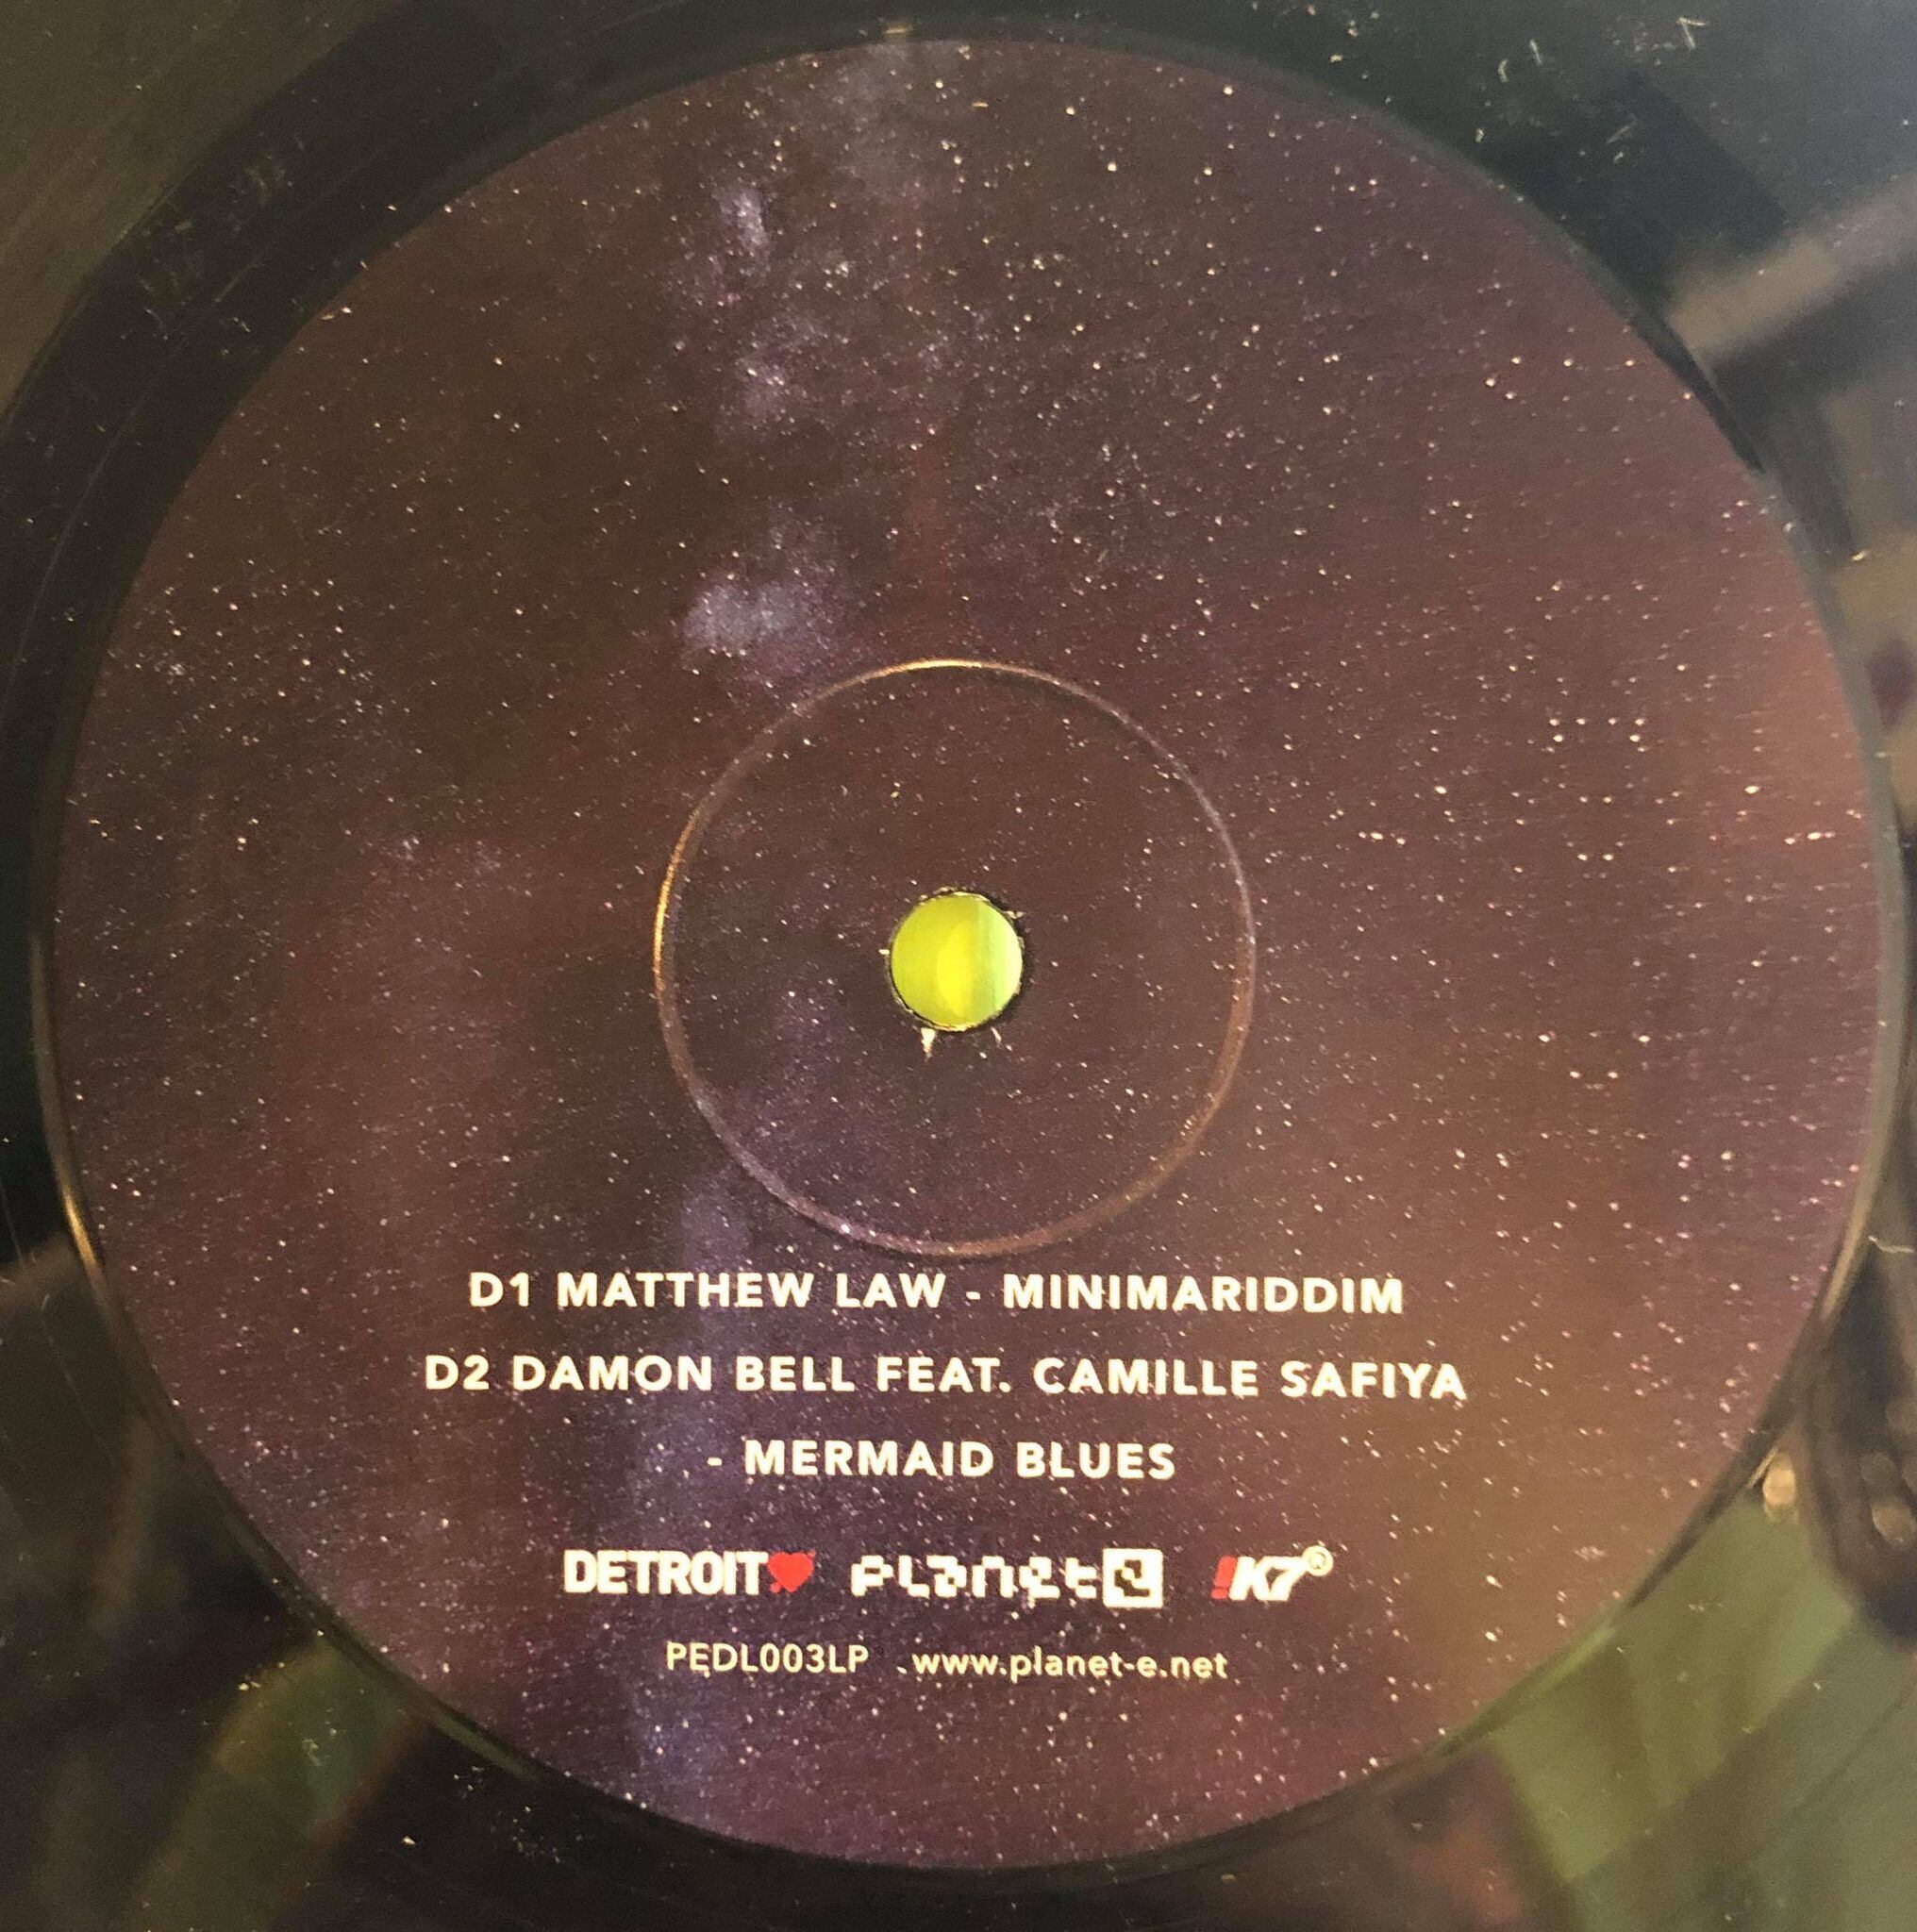 D1 MATTHEW LAW - MINIMARIDDIM
D2 DAMON BELL FEAT. CAMILLE SAFIYA
- MERMAID BLUES
DETROIT planet e !K7®
PEDL003LP www.planet-e.net